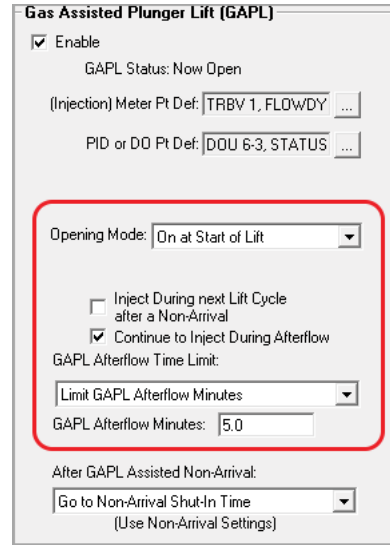 Gas Assisted Plunger Lift (GAPL)
Enable
GAPL Status: Now Open
(Injection) Meter Pt Def: TRBV 1, FLOWDY ...
PID or DO Pt Def: DOU 6-3, STATUS ...
Opening Mode: On at Start of Lift
Inject During next Lift Cycle
after a Non-Arrival
Continue to Inject During Afterflow
GAPL Afterflow Time Limit:
Limit GAPL Afterflow Minutes
GAPL Afterflow Minutes: 5.0
After GAPL Assisted Non-Arrival:
Go to Non-Arrival Shut-In Time
(Use Non-Arrival Settings)